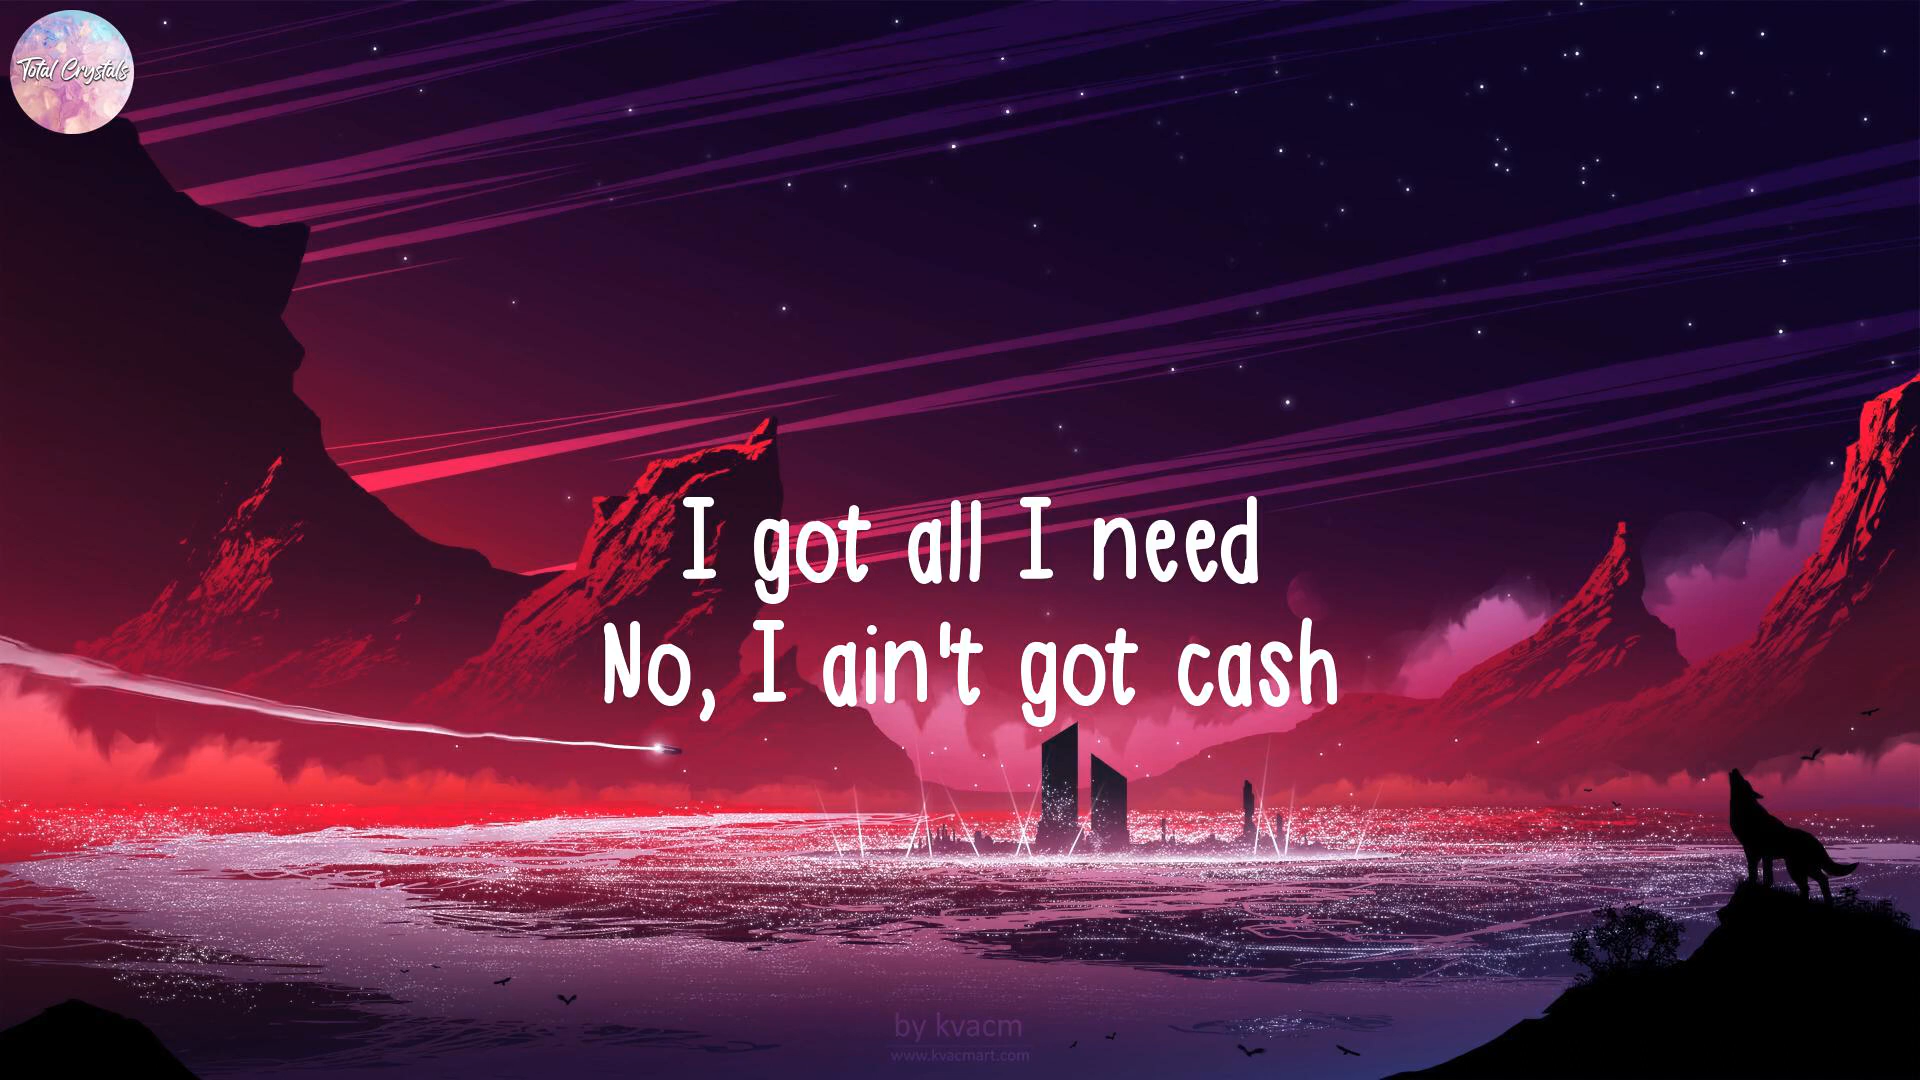 Total Crystals
I got all I need
No, I ain't got cash
by kvacm
www.kvacmart.com